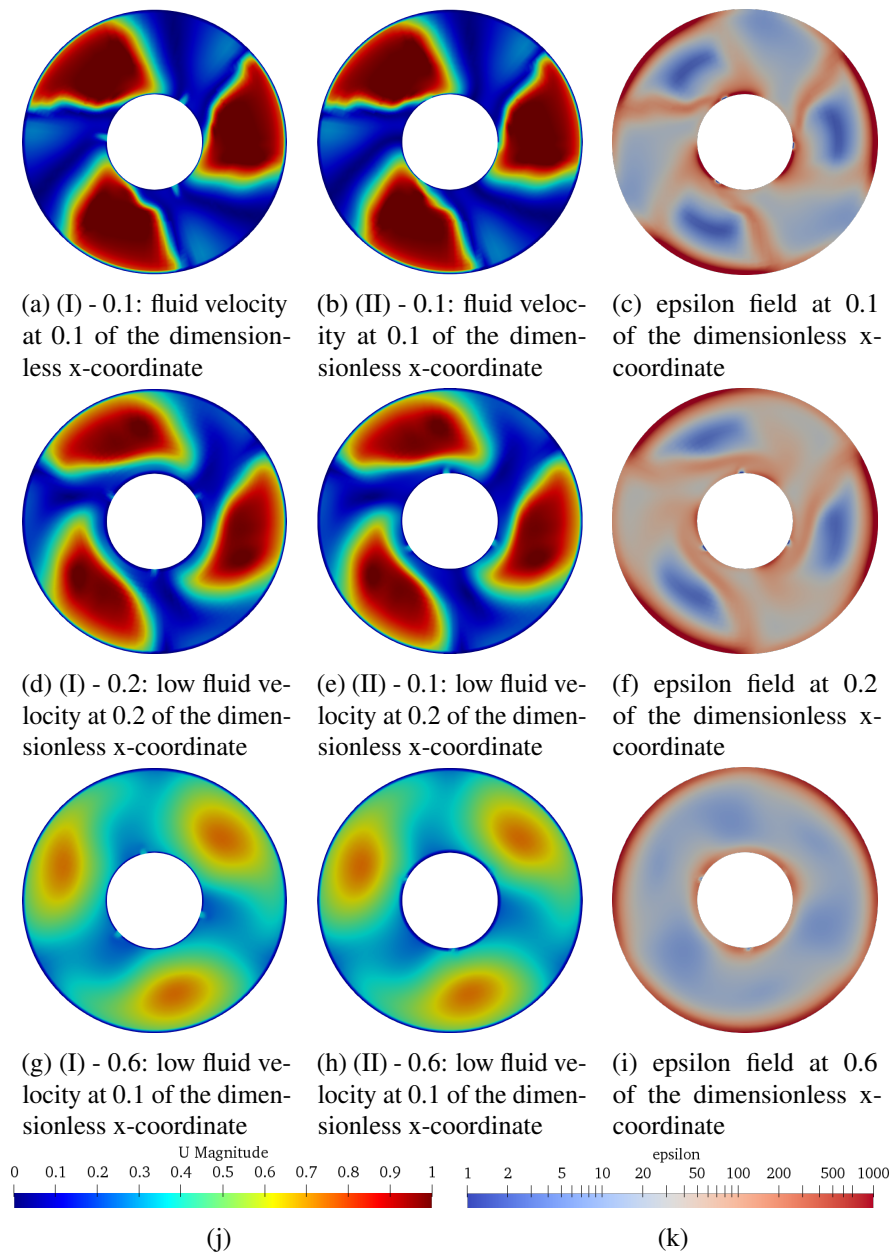 (a) (I) - 0.1: fluid velocity
at 0.1 of the dimension-
less x-coordinate
(b) (II) - 0.1: fluid veloc-
ity at 0.1 of the dimen-
sionless x-coordinate
(c) epsilon field at 0.1
of the dimensionless x-
coordinate
(d) (I) - 0.2: low fluid ve-
locity at 0.2 of the dimen-
sionless x-coordinate
(e) (II) - 0.1: low fluid ve-
locity at 0.2 of the dimen-
sionless x-coordinate
(f) epsilon field at 0.2
of the dimensionless x-
coordinate
(g) (I) - 0.6: low fluid ve-
locity at 0.1 of the dimen-
sionless x-coordinate
(h) (II) - 0.6: low fluid ve-
locity at 0.1 of the dimen-
sionless x-coordinate
(i) epsilon field at 0.6
of the dimensionless x-
coordinate
U Magnitude
0 0.1 0.2 0.3 0.4 0.5 0.6 0.7 0.8 0.9 1
(j)
epsilon
1 2 5 10 20 50 100 200 500 1000
(k)